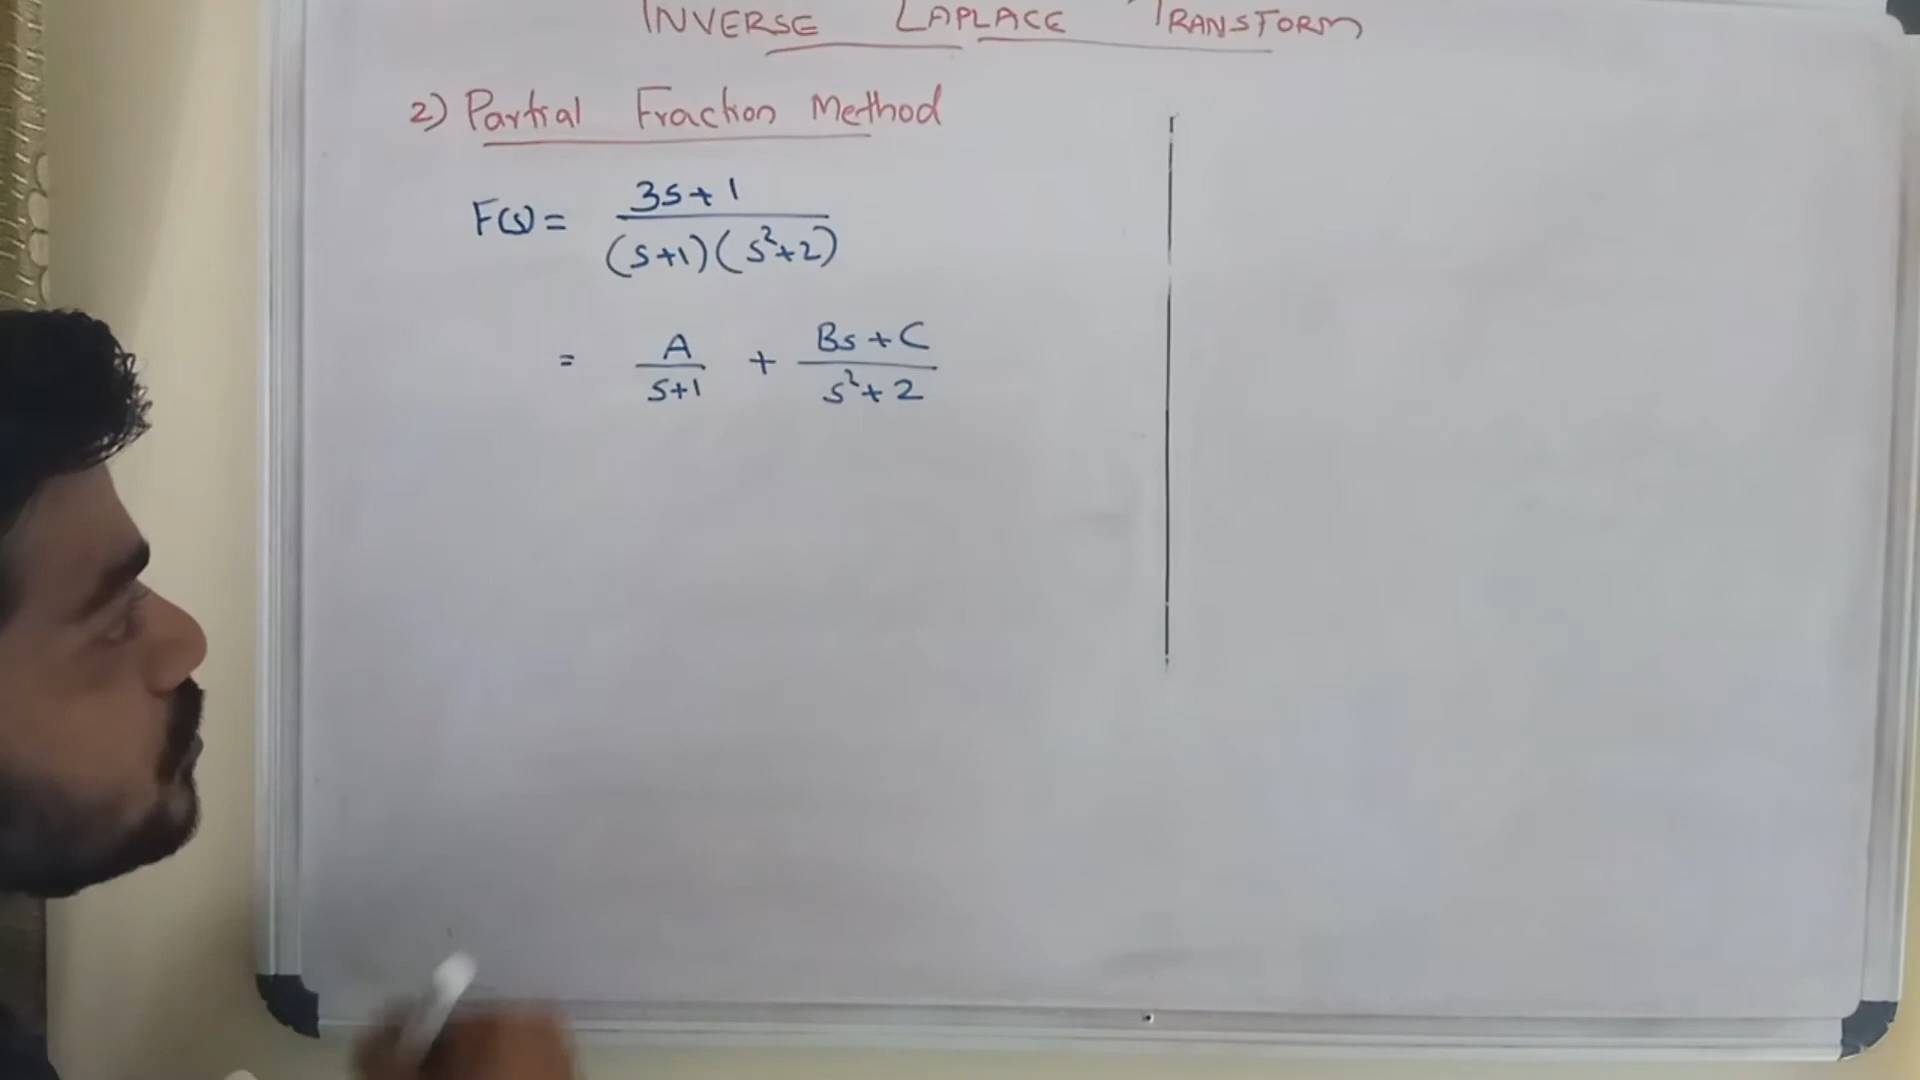 INVERSE LAPLACE TRANSFORM
2) Partial Fraction Method
F(s) = 3s+1 / (s+1)(s²+2)
= A / s+1 + Bs+C / s²+2